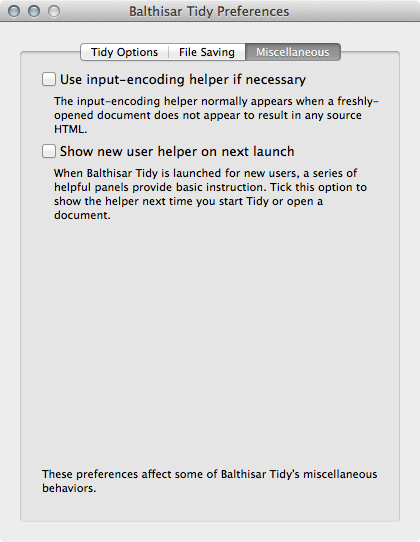 Balthisar Tidy Preferences
Tidy Options File Saving Miscellaneous
Use input-encoding helper if necessary
The input-encoding helper normally appears when a freshly-
opened document does not appear to result in any source
HTML.
Show new user helper on next launch
When Balthisar Tidy is launched for new users, a series of
helpful panels provide basic instruction. Tick this option to
show the helper next time you start Tidy or open a
document.
These preferences affect some of Balthisar Tidy's miscellaneous
behaviors.